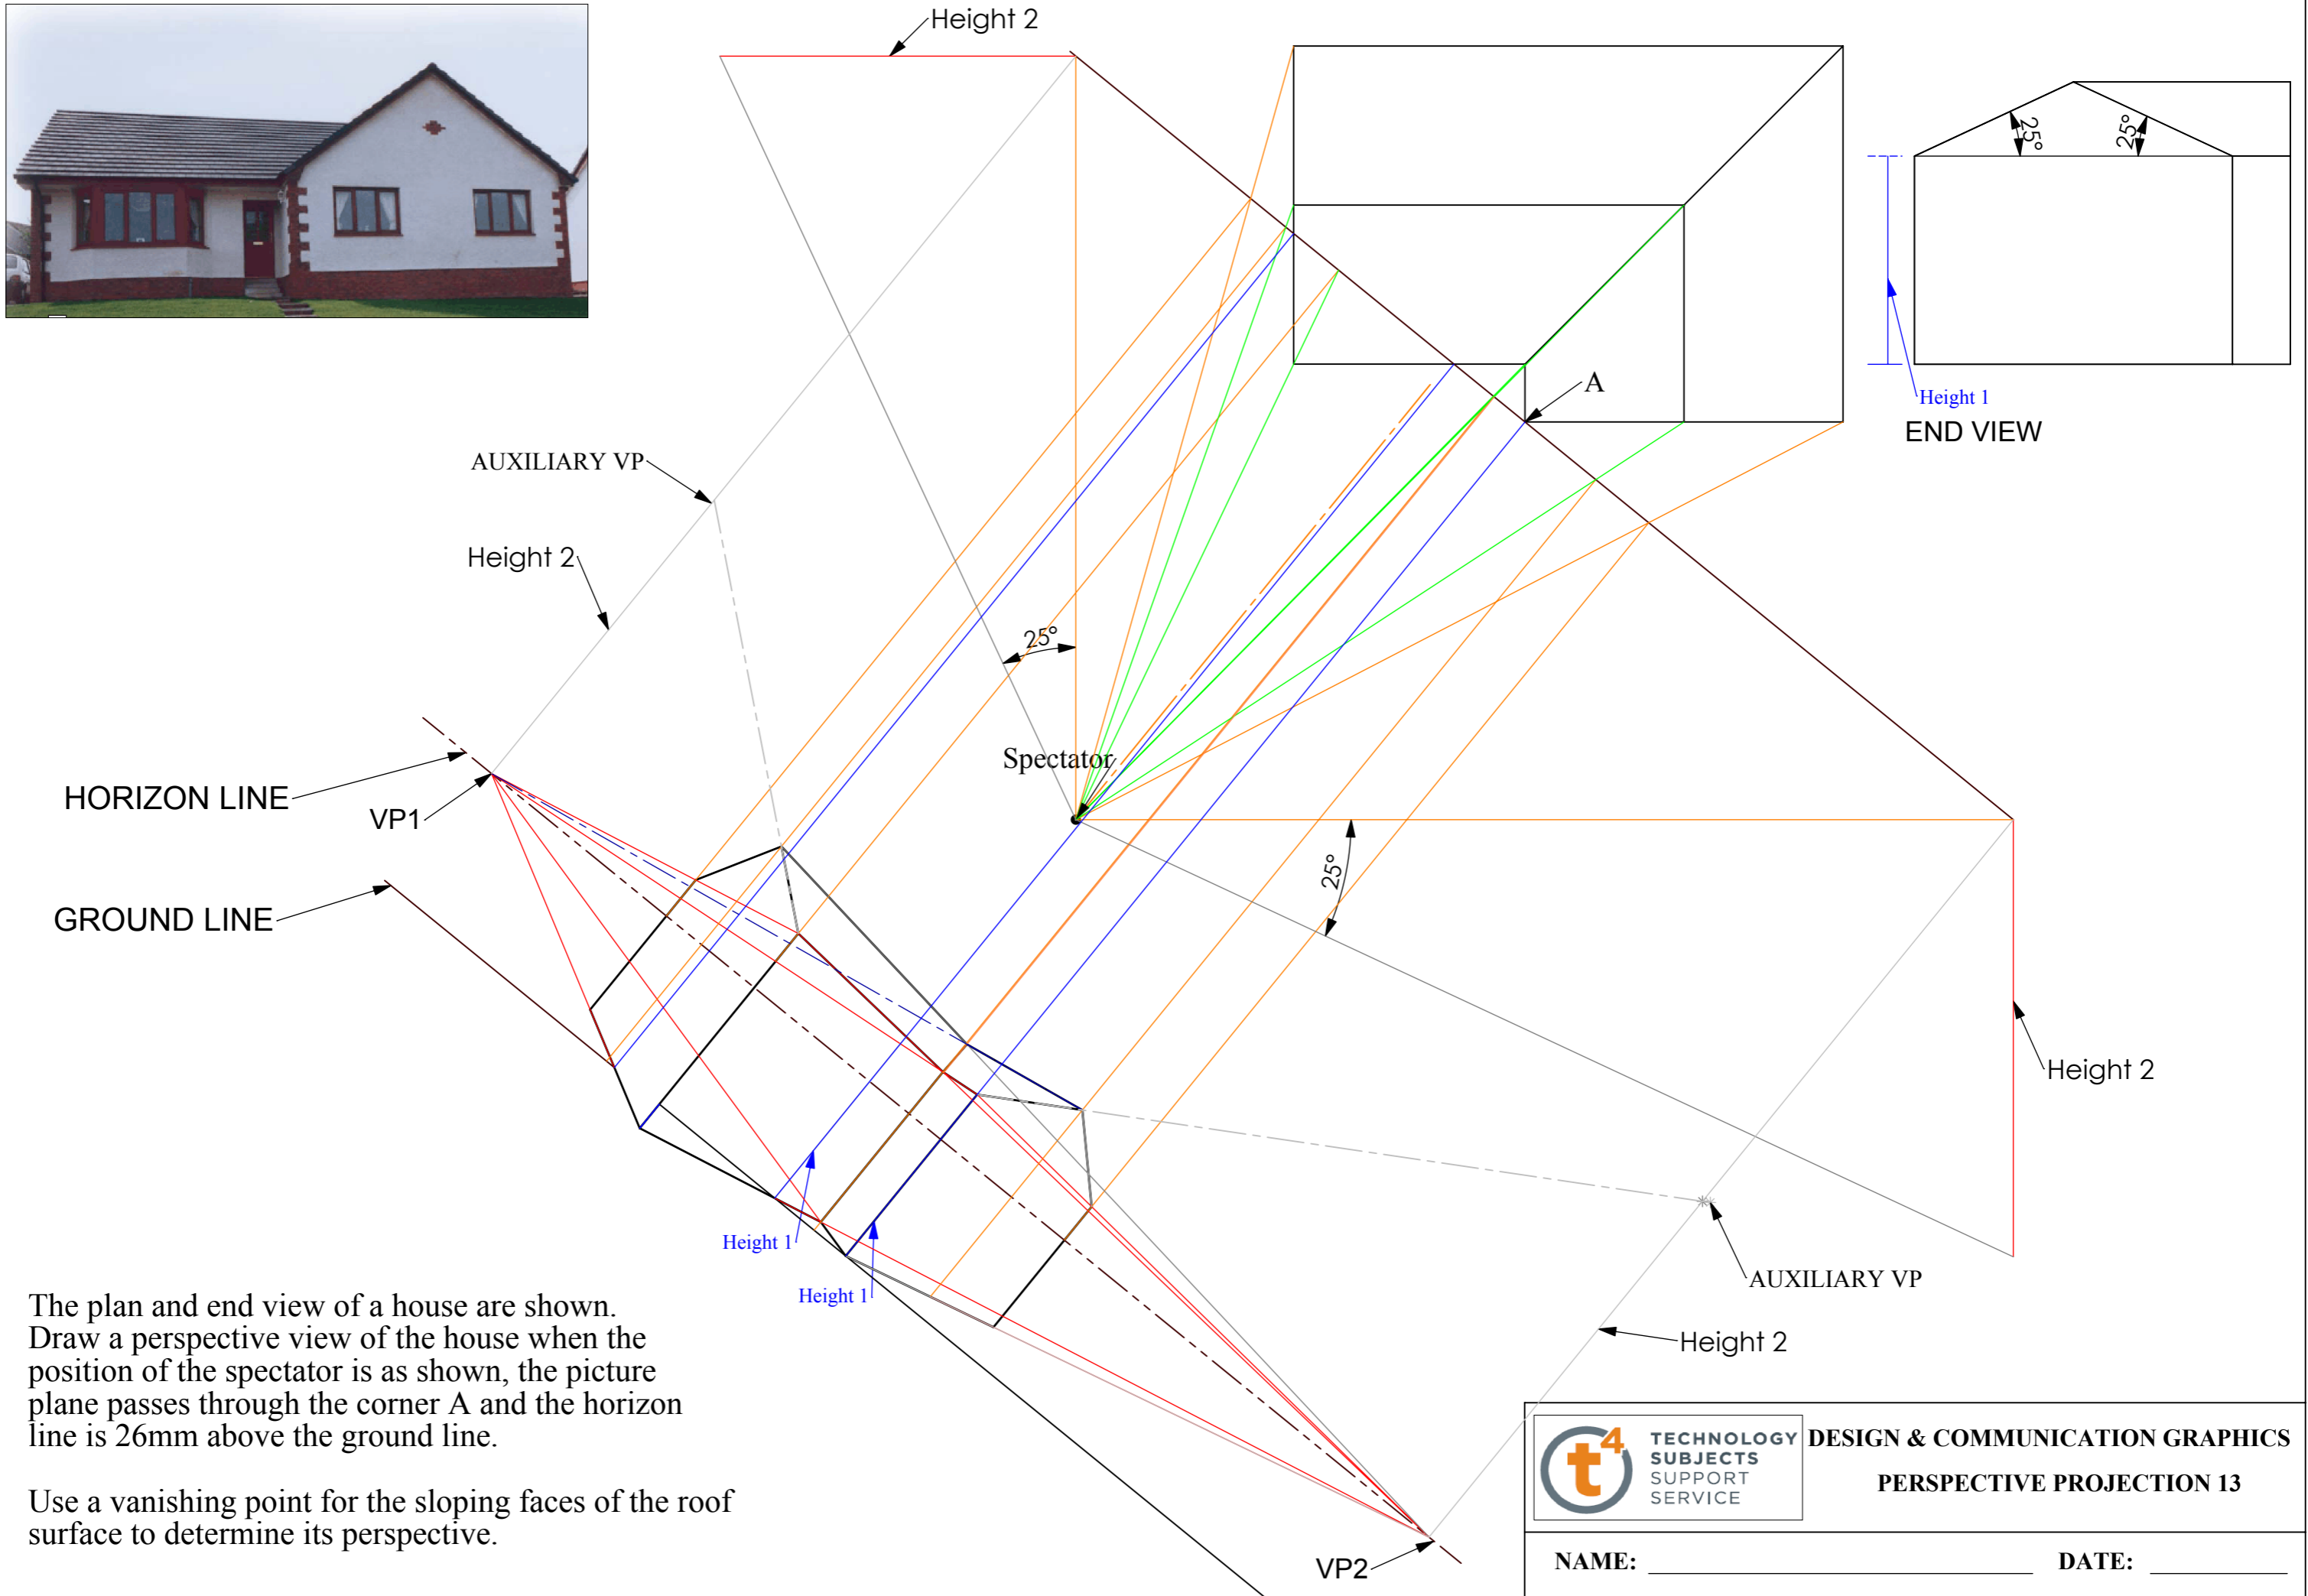 Height 2
25°
25°
A
Height 1
END VIEW
AUXILIARY VP
Height 2
25°
Spectator
HORIZON LINE
VP1
25°
GROUND LINE
Height 2
Height 1
Height 1
AUXILIARY VP
Height 2
VP2
The plan and end view of a house are shown.
Draw a perspective view of the house when the
position of the spectator is as shown, the picture
plane passes through the corner A and the horizon
line is 26mm above the ground line.
Use a vanishing point for the sloping faces of the roof
surface to determine its perspective.
t4
TECHNOLOGY
SUBJECTS
SUPPORT
SERVICE
DESIGN & COMMUNICATION GRAPHICS
PERSPECTIVE PROJECTION 13
NAME:
DATE: